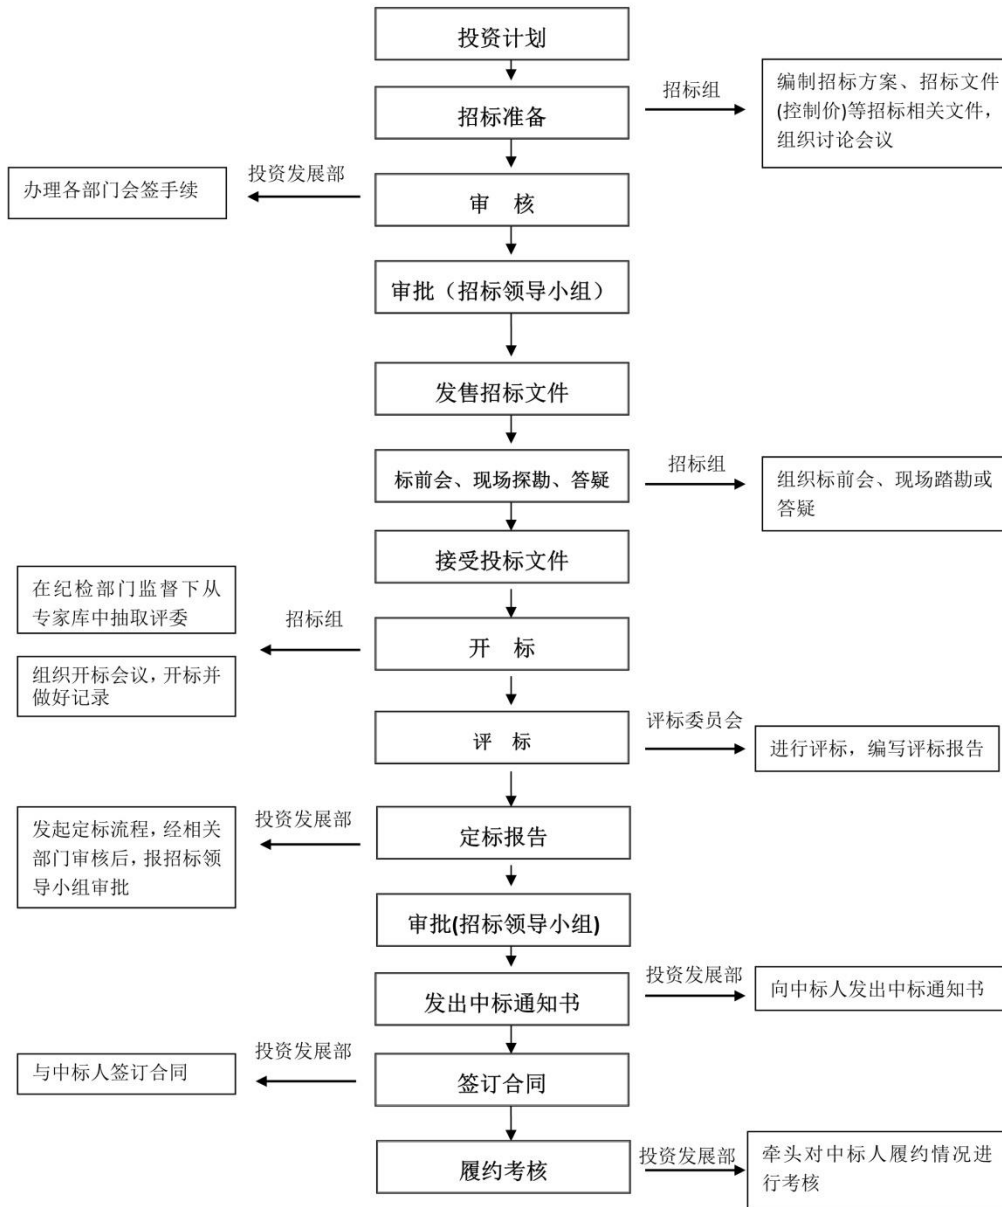 投资计划
招标准备
招标组
编制招标方案、招标文件
(控制价)等招标相关文件，
组织讨论会议
审 核
投资发展部
办理各部门会签手续
审批（招标领导小组）
发售招标文件
标前会、现场探勘、答疑
招标组
组织标前会、现场踏勘或
答疑
接受投标文件
开 标
招标组
在纪检部门监督下从
专家库中抽取评委
组织开标会议，开标并
做好记录
评 标
评标委员会
进行评标，编写评标报告
定标报告
投资发展部
发起定标流程，经相关
部门审核后，报招标领
导小组审批
审批(招标领导小组)
发出中标通知书
投资发展部
向中标人发出中标通知书
签订合同
投资发展部
与中标人签订合同
履约考核
投资发展部
牵头对中标人履约情况进
行考核